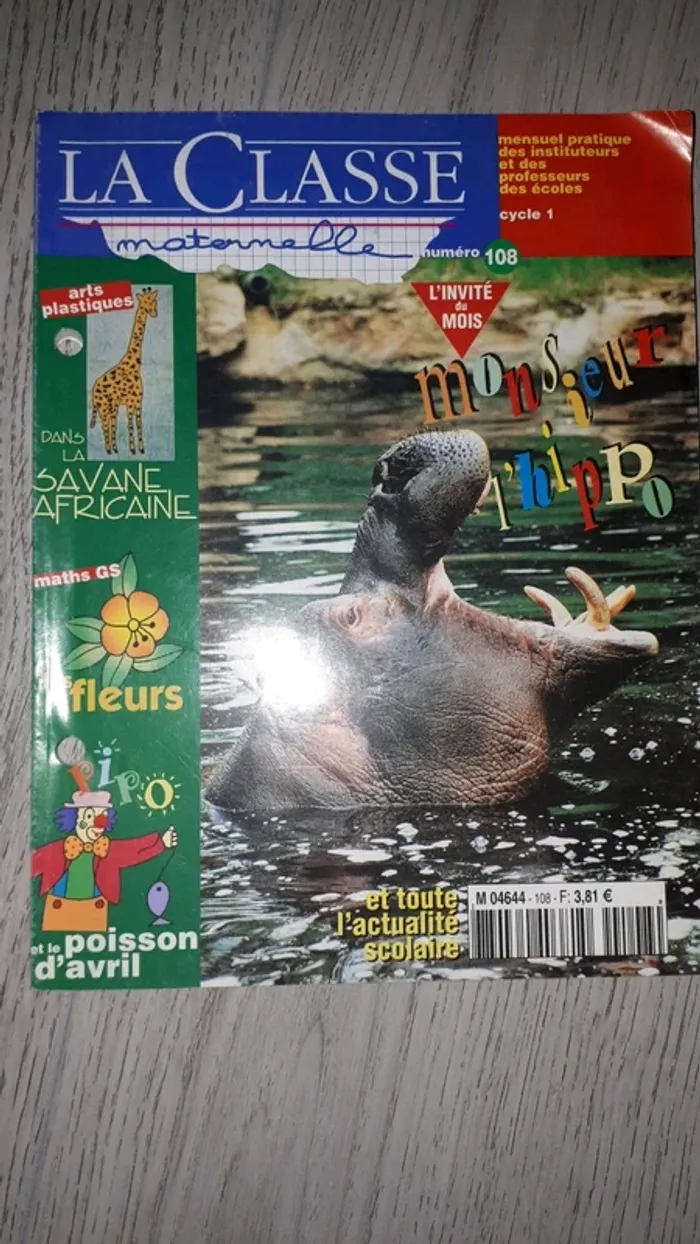 LA CLASSE
maternelle
mensuel pratique
des instituteurs
et des
professeurs
des écoles
cycle 1
numéro 108
arts
plastiques
DANS
LA
SAVANE
AFRICAINE
L'INVITÉ
du
MOIS
monsieur
l'hippo
maths GS
fleurs
Pipo
et le poisson
d'avril
et toute
l'actualité
scolaire
M 04644 - 108 - F: 3,81 €